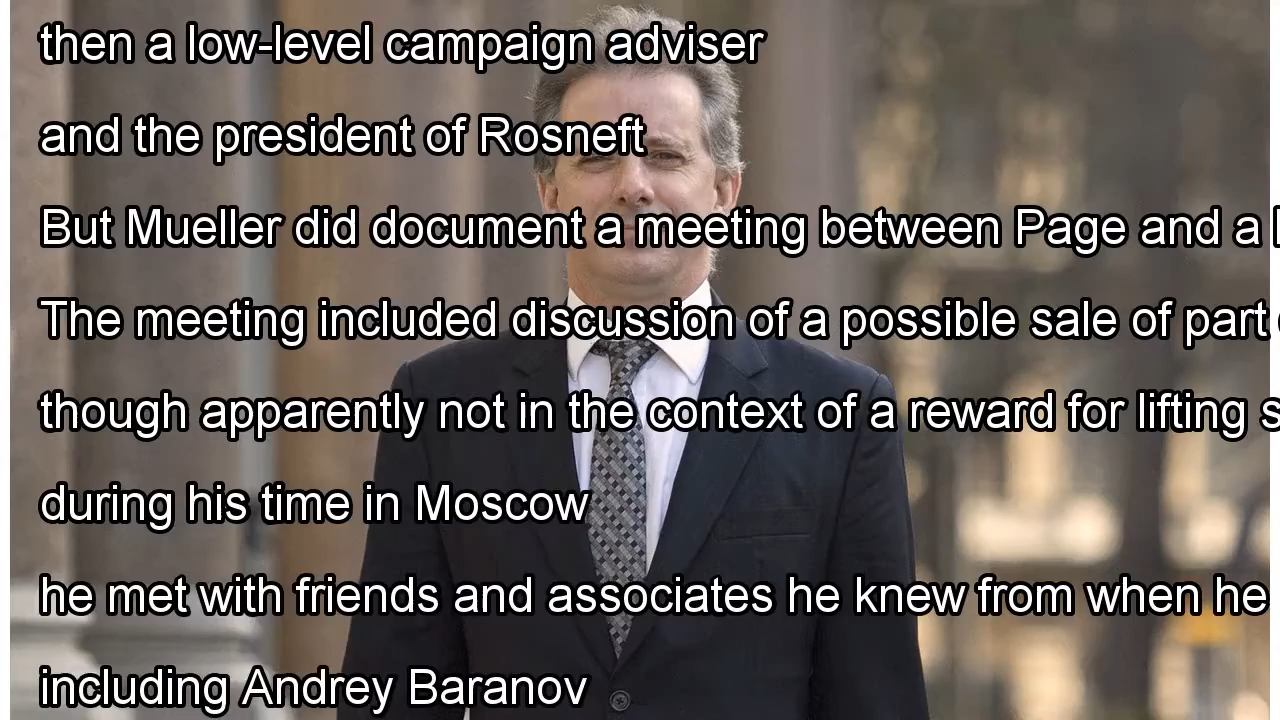 then a low-level campaign adviser
and the president of Rosneft
But Mueller did document a meeting between Page and a
The meeting included discussion of a possible sale of part
though apparently not in the context of a reward for lifting
during his time in Moscow
he met with friends and associates he knew from when he
including Andrey Baranov